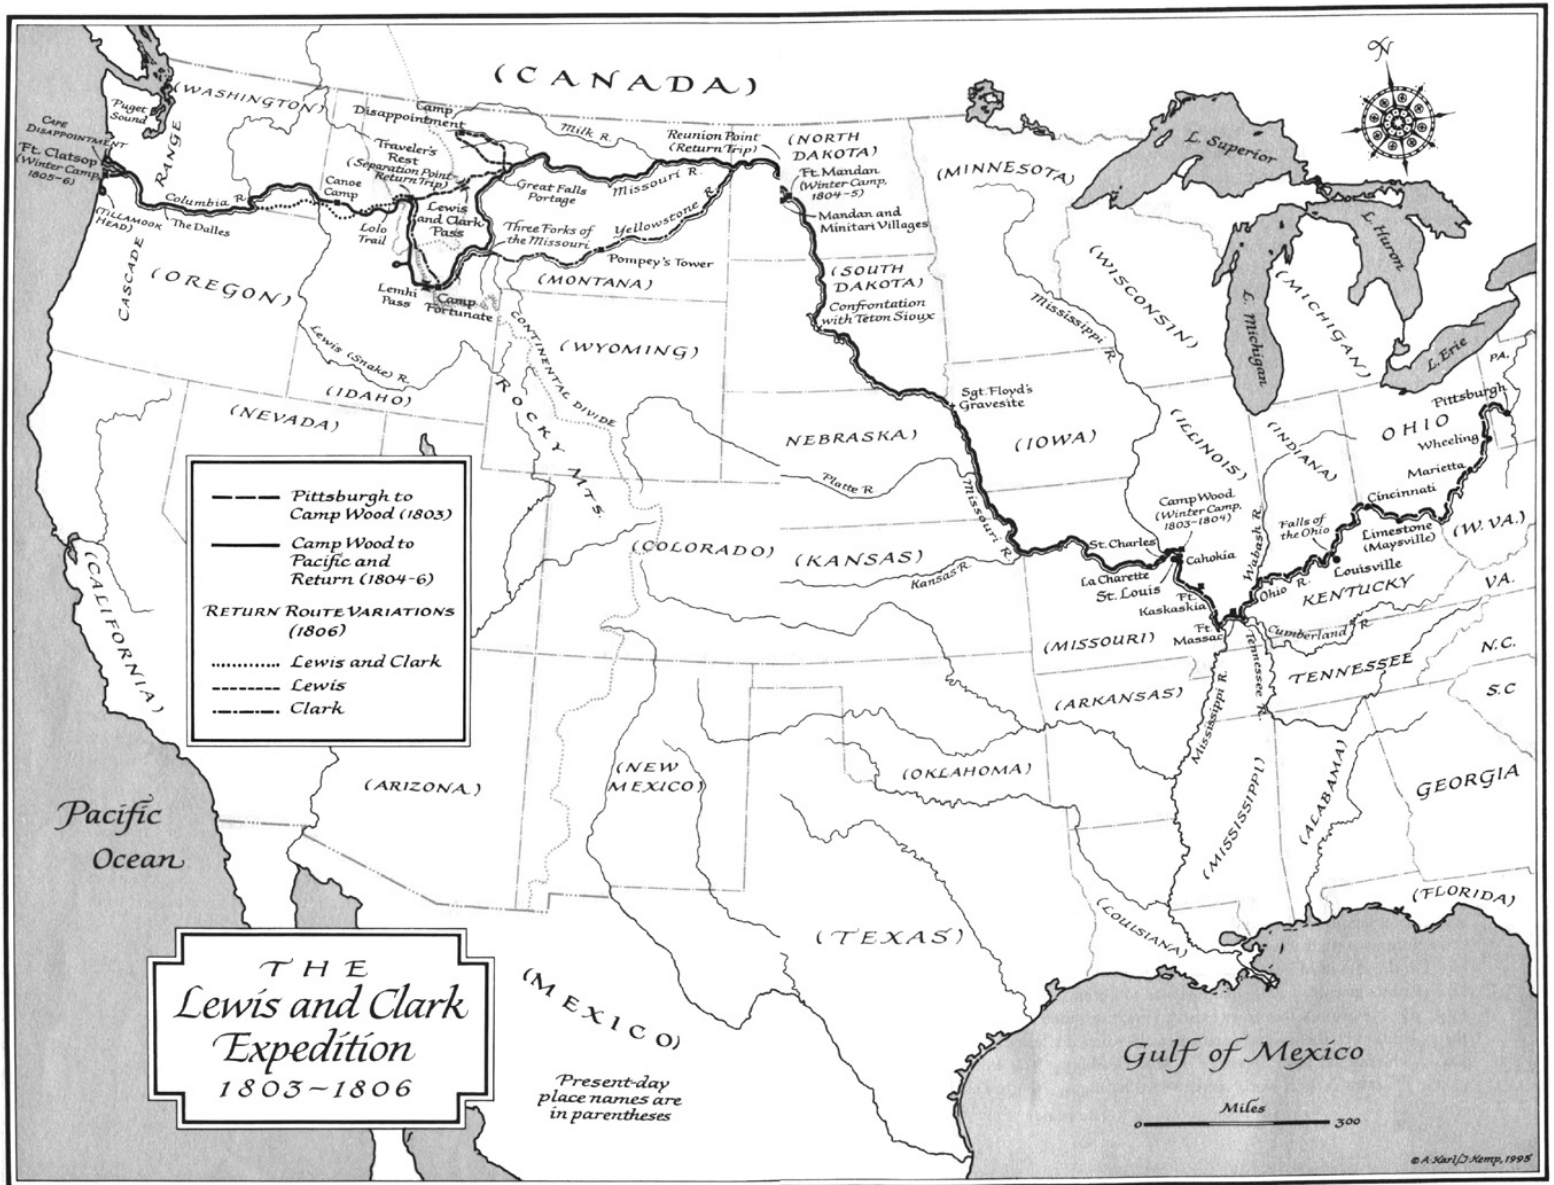 (CANADA)
N
(WASHINGTON)
Puget
Sound
CAPE
DISAPPOINTMENT
Ft. Clatsop
(Winter Camp,
1805-6)
RANGE
CASCADE
(TILLAMOOK
HEAD)
Columbia R.
The Dalles
(OREGON)
Camp
Disappointment
Traveler's
Rest
(Separation Point
Return Trip)
Canoe
Camp
Lolo
Trail
Lewis
and Clark
Pass
Lemhi
Pass
Camp
Fortunate
Milk R.
Great Falls
Portage
Missouri R.
Three Forks of
the Missouri
Yellowstone R.
Pompey's Tower
(MONTANA)
Reunion Point
(Return Trip)
(NORTH
DAKOTA)
Ft. Mandan
(Winter Camp,
1804-5)
Mandan and
Minitari Villages
(SOUTH
DAKOTA)
Confrontation
with Teton Sioux
(MINNESOTA)
L. Superior
(WISCONSIN)
L. Michigan
L. Huron
(MICHIGAN)
L. Erie
PA.
Mississippi R.
Lewis (Snake) R.
(IDAHO)
CONTINENTAL DIVIDE
ROCKY MTS.
(WYOMING)
(NEVADA)
NEBRASKA)
Platte R
Sgt. Floyd's
Gravesite
(IOWA)
(ILLINOIS)
(INDIANA)
OHIO
Pittsburgh
Wheeling
Marietta
Cincinnati
Limestone
(Maysville)
(W. VA.)
Falls of
the Ohio
Louisville
KENTUCKY
VA.
Wabash R.
Ohio R.
Camp Wood
(Winter Camp,
1803-1804)
St. Charles
Cahokia
La Charette
St. Louis
Ft.
Kaskaskia
Ft.
Massac
Missouri R.
(COLORADO)
(KANSAS)
Kansas R.
(MISSOURI)
Cumberland R
Tennessee R.
TENNESSEE
N.C.
S.C
(ARKANSAS)
Mississippi R.
(CALIFORNIA)
Pittsburgh to
Camp Wood (1803)
Camp Wood to
Pacific and
Return (1804-6)
RETURN ROUTE VARIATIONS
(1806)
Lewis and Clark
Lewis
Clark
(ARIZONA)
(NEW
MEXICO)
(OKLAHOMA)
(MISSISSIPPI)
(ALABAMA)
GEORGIA
(FLORIDA)
(LOUISIANA)
(TEXAS)
Pacific
Ocean
THE
Lewis and Clark
Expedition
1803-1806
(MEXICO)
Present-day
place names are
in parentheses
Gulf of Mexico
Miles
0 300
© A·Karl/J·Kemp, 1995